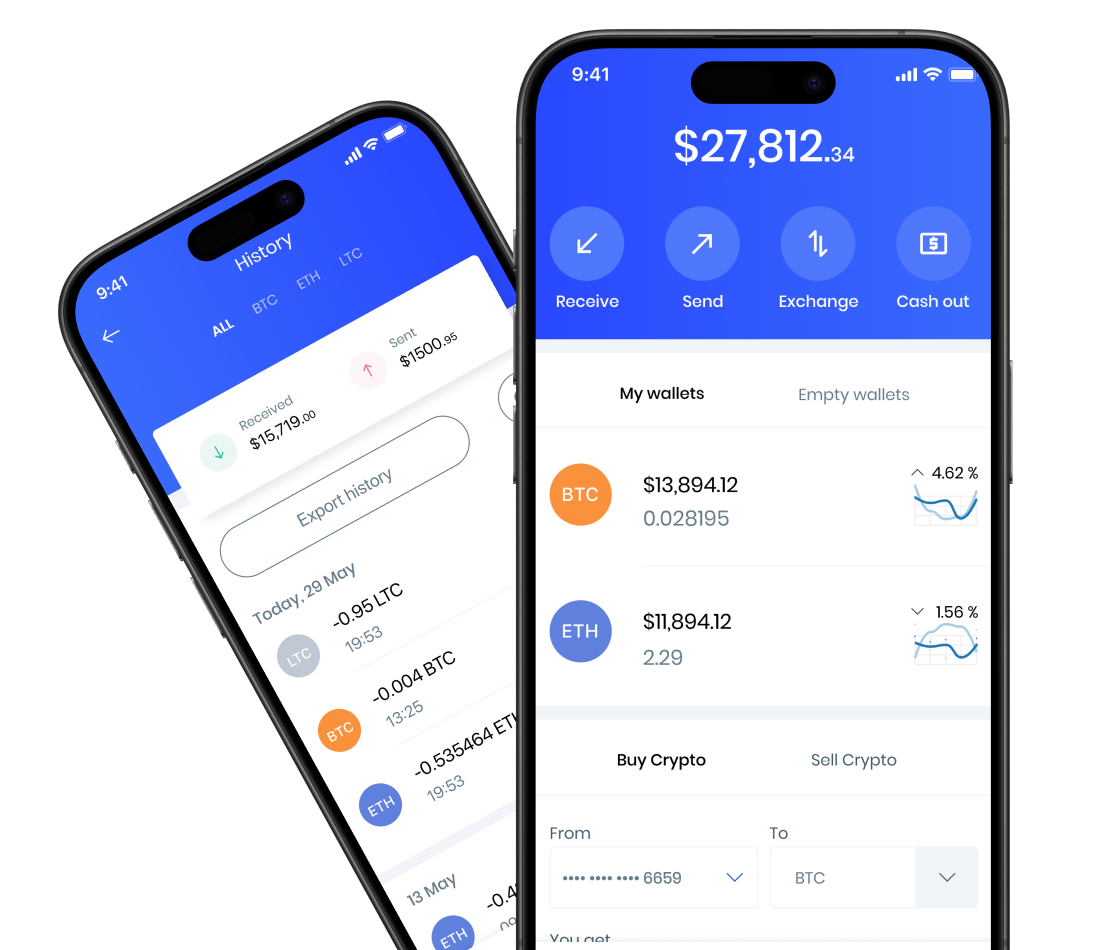 9:41
History
ALL BTC ETH LTC
Received
$15,719.00
Sent
$1500.95
Export history
Today, 29 May
LTC
-0.95 LTC
19:53
BTC
-0.004 BTC
13:25
ETH
-0.535464 ETH
19:53
13 May
ETH
9:41
$27,812.34
Receive Send Exchange Cash out
My wallets Empty wallets
BTC
$13,894.12
0.028195
4.62 %
ETH
$11,894.12
2.29
1.56 %
Buy Crypto Sell Crypto
From To
•••• •••• •••• 6659 BTC
You get